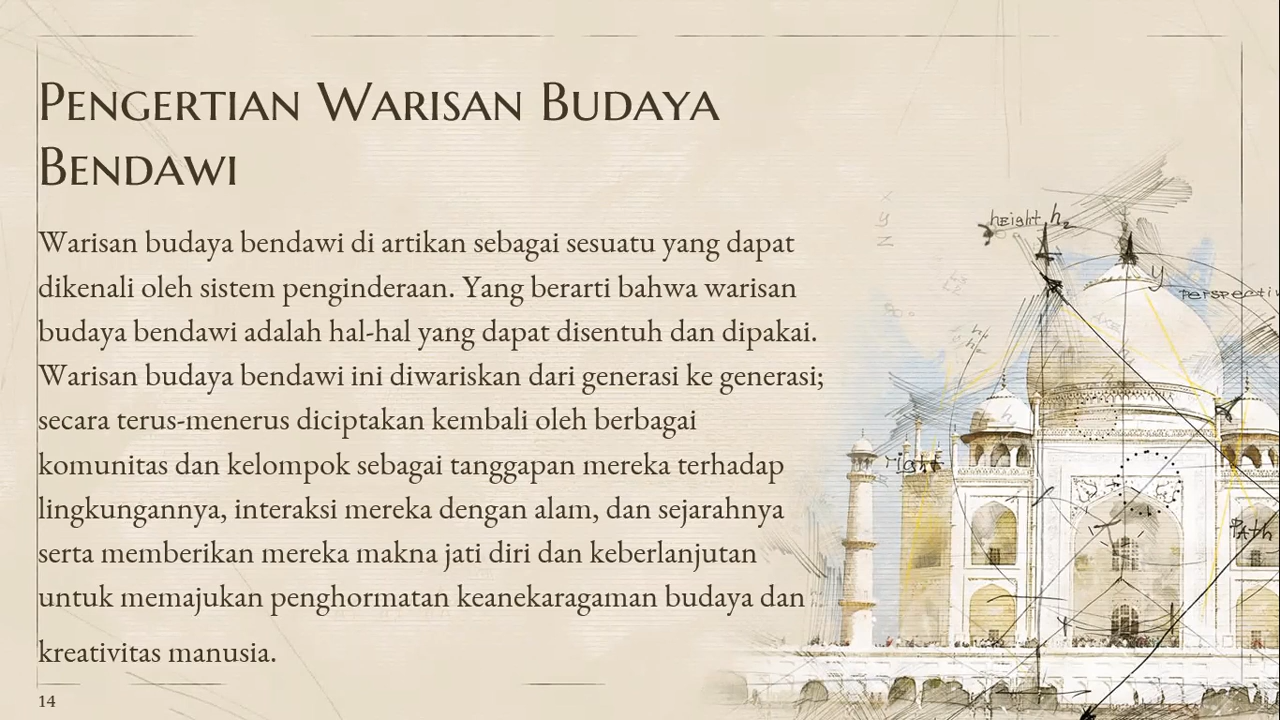 Pengertian Warisan Budaya
Bendawi
Warisan budaya bendawi di artikan sebagai sesuatu yang dapat
dikenali oleh sistem penginderaan. Yang berarti bahwa warisan
budaya bendawi adalah hal-hal yang dapat disentuh dan dipakai.
Warisan budaya bendawi ini diwariskan dari generasi ke generasi;
secara terus-menerus diciptakan kembali oleh berbagai
komunitas dan kelompok sebagai tanggapan mereka terhadap
lingkungannya, interaksi mereka dengan alam, dan sejarahnya
serta memberikan mereka makna jati diri dan keberlanjutan
untuk memajukan penghormatan keanekaragaman budaya dan
kreativitas manusia.
14
x
y
z
height h2
y
Path